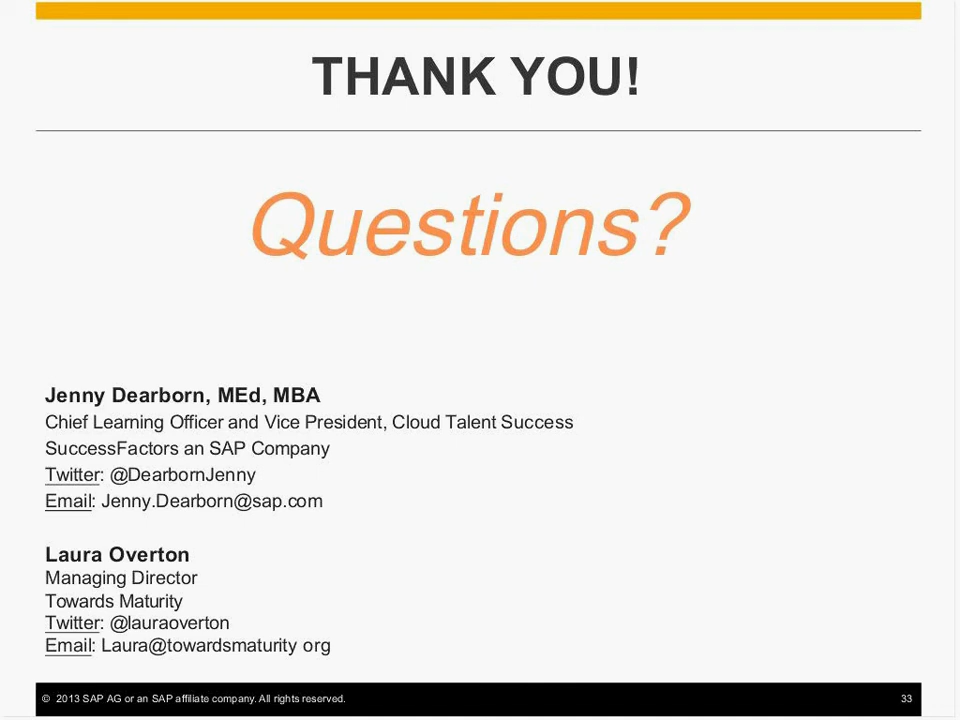 THANK YOU!
Questions?
Jenny Dearborn, MEd, MBA
Chief Learning Officer and Vice President, Cloud Talent Success
SuccessFactors an SAP Company
Twitter: @DearbornJenny
Email: Jenny.Dearborn@sap.com
Laura Overton
Managing Director
Towards Maturity
Twitter: @lauraoverton
Email: Laura@towardsmaturity org
© 2013 SAP AG or an SAP affiliate company. All rights reserved.
33